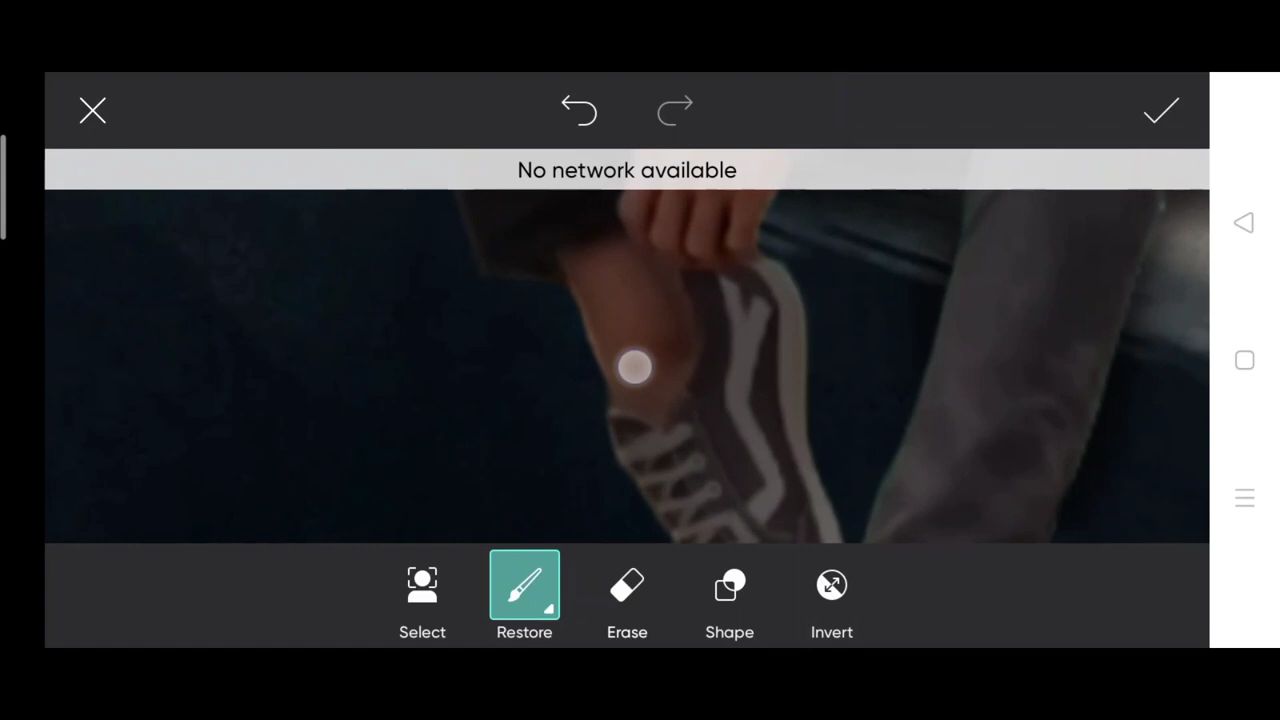 No network available
Select
Restore
Erase
Shape
Invert